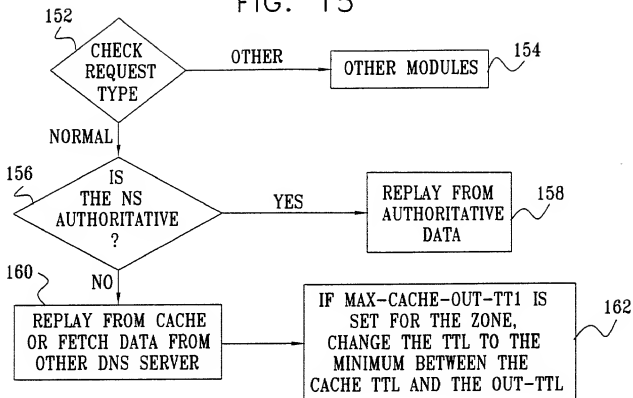 FIG. 15
152
CHECK
REQUEST
TYPE
OTHER
OTHER MODULES
154
NORMAL
156
IS
THE NS
AUTHORITATIVE
?
YES
REPLAY FROM
AUTHORITATIVE
DATA
158
NO
160
REPLAY FROM CACHE
OR FETCH DATA FROM
OTHER DNS SERVER
IF MAX-CACHE-OUT-TT1 IS
SET FOR THE ZONE,
CHANGE THE TTL TO THE
MINIMUM BETWEEN THE
CACHE TTL AND THE OUT-TTL
162